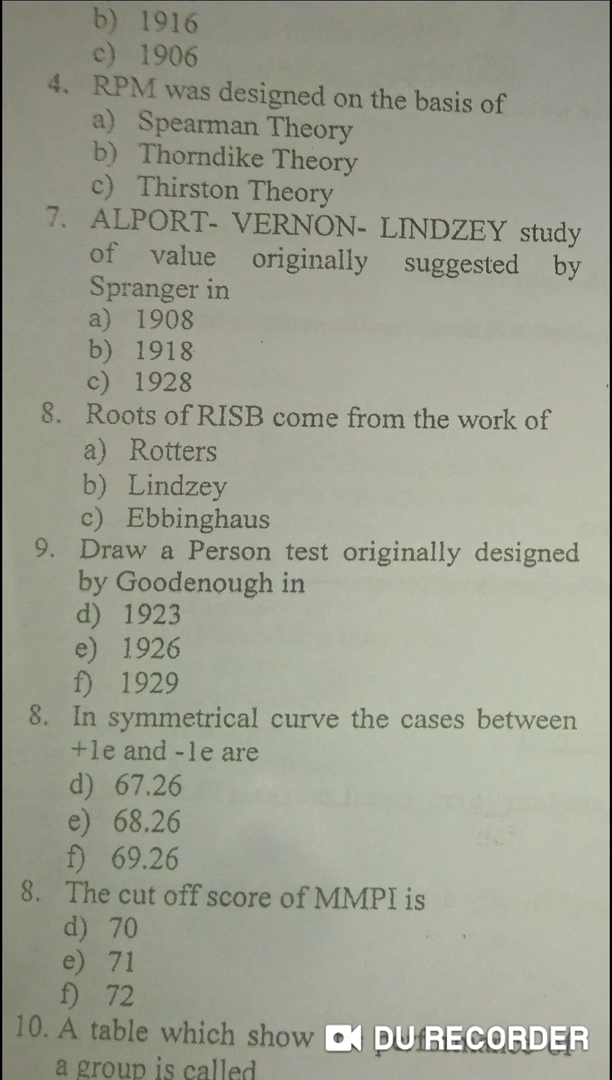 b) 1916
c) 1906
4. RPM was designed on the basis of
a) Spearman Theory
b) Thorndike Theory
c) Thirston Theory
7. ALPORT- VERNON- LINDZEY study
of value originally suggested by
Spranger in
a) 1908
b) 1918
c) 1928
8. Roots of RISB come from the work of
a) Rotters
b) Lindzey
c) Ebbinghaus
9. Draw a Person test originally designed
by Goodenough in
d) 1923
e) 1926
f) 1929
8. In symmetrical curve the cases between
+1e and -1e are
d) 67.26
e) 68.26
f) 69.26
8. The cut off score of MMPI is
d) 70
e) 71
f) 72
10. A table which show
DU RECORDER
a group is called